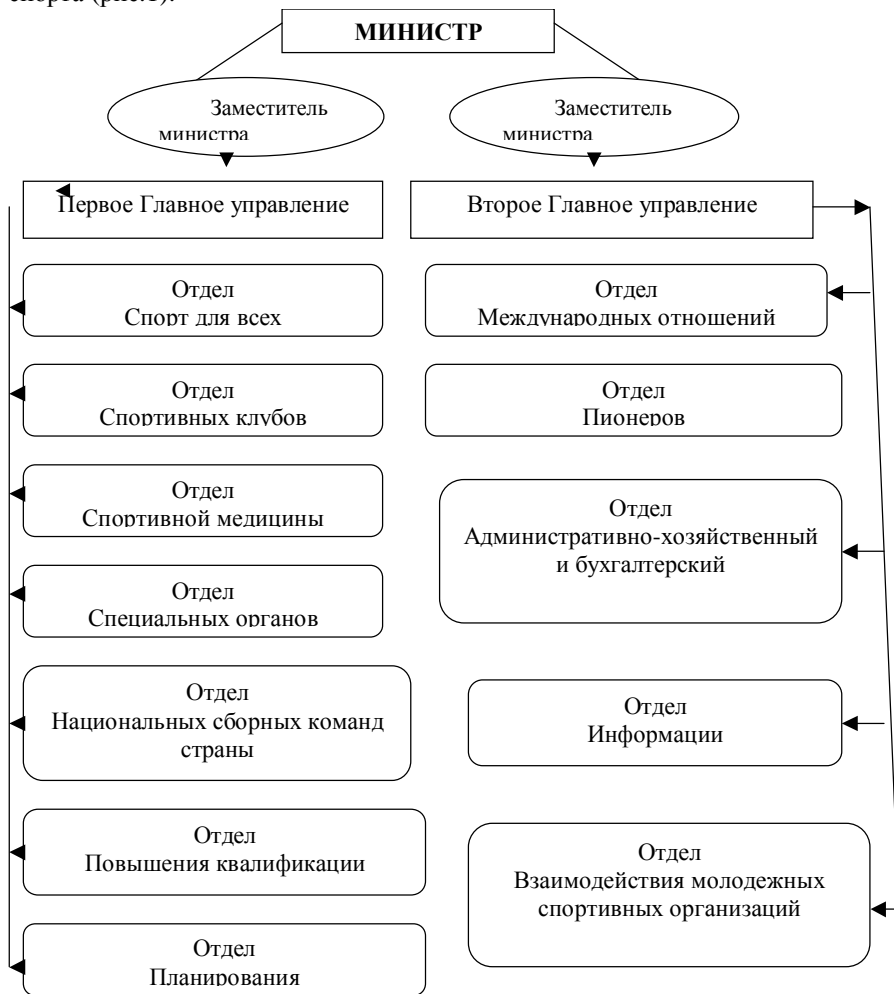 спорта (рис.1).
МИНИСТР
Заместитель
министра
Заместитель
министра
Первое Главное управление
Второе Главное управление
Отдел
Спорт для всех
Отдел
Международных отношений
Отдел
Спортивных клубов
Отдел
Пионеров
Отдел
Спортивной медицины
Отдел
Административно-хозяйственный
и бухгалтерский
Отдел
Специальных органов
Отдел
Национальных сборных команд
страны
Отдел
Информации
Отдел
Повышения квалификации
Отдел
Взаимодействия молодежных
спортивных организаций
Отдел
Планирования